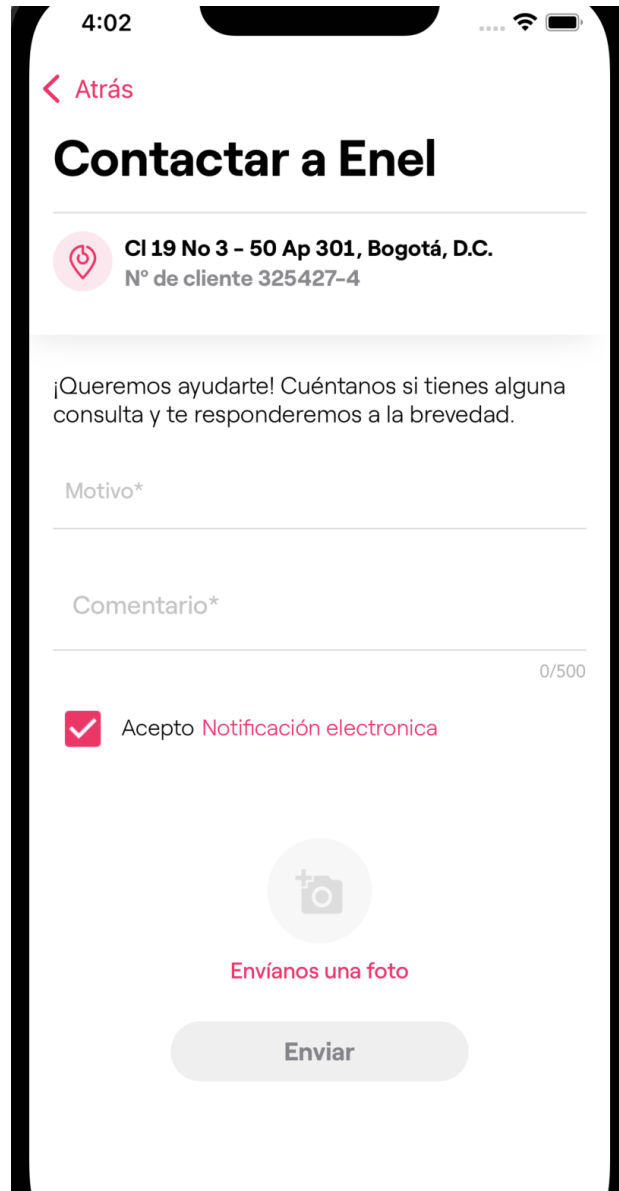 4:02
Atrás
Contactar a Enel
Cl 19 No 3 - 50 Ap 301, Bogotá, D.C.
N° de cliente 325427-4
¡Queremos ayudarte! Cuéntanos si tienes alguna
consulta y te responderemos a la brevedad.
Motivo*
Comentario*
0/500
Acepto Notificación electronica
Envíanos una foto
Enviar